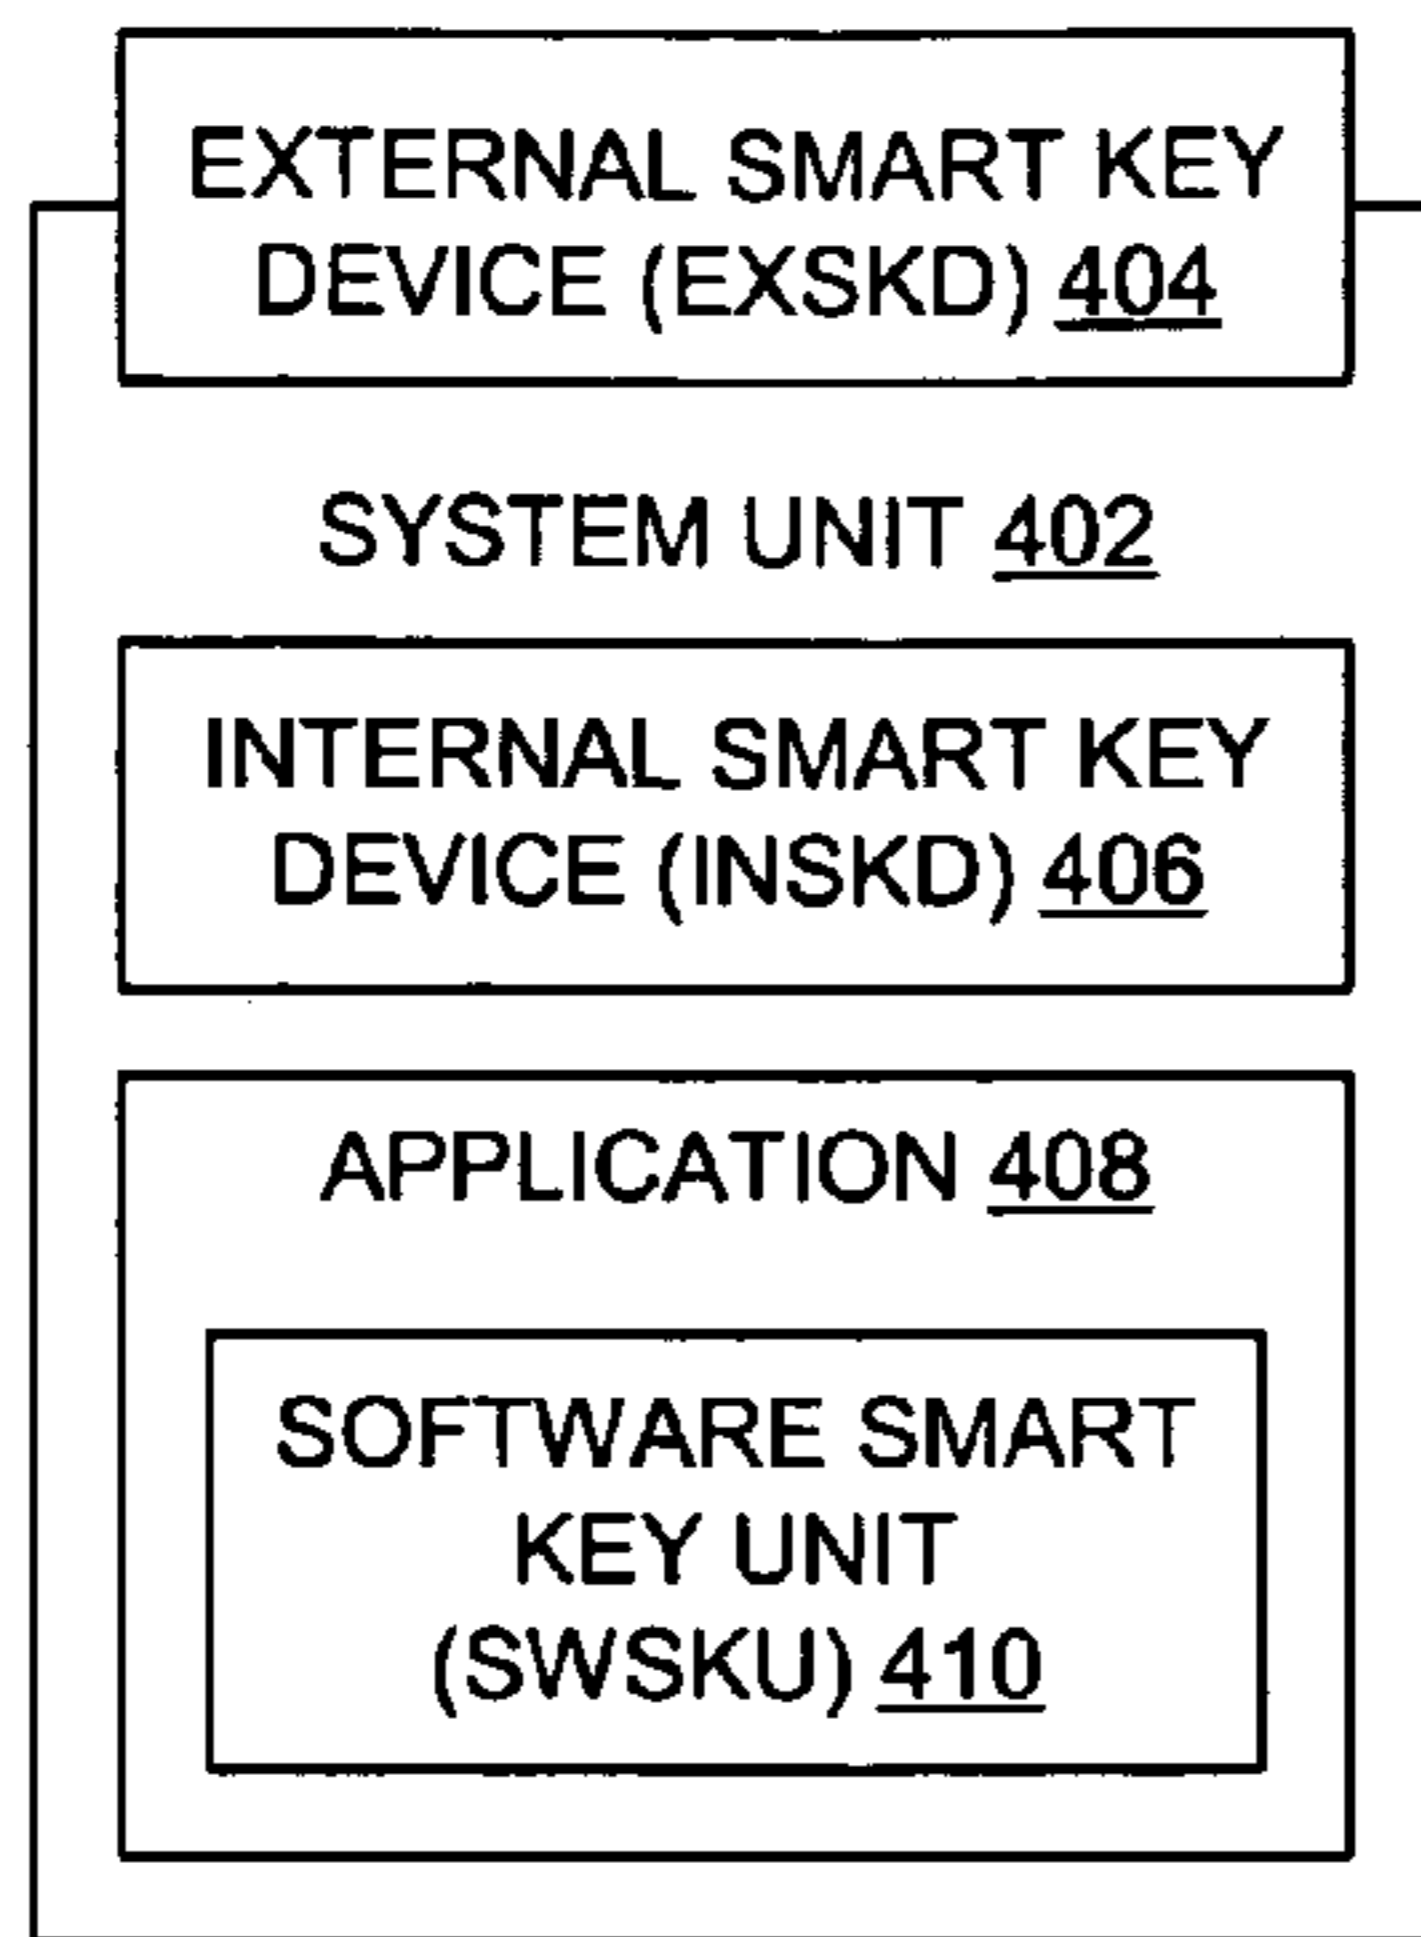 EXTERNAL SMART KEY
DEVICE (EXSKD) 404
SYSTEM UNIT 402
INTERNAL SMART KEY
DEVICE (INSKD) 406
APPLICATION 408
SOFTWARE SMART
KEY UNIT
(SWSKU) 410